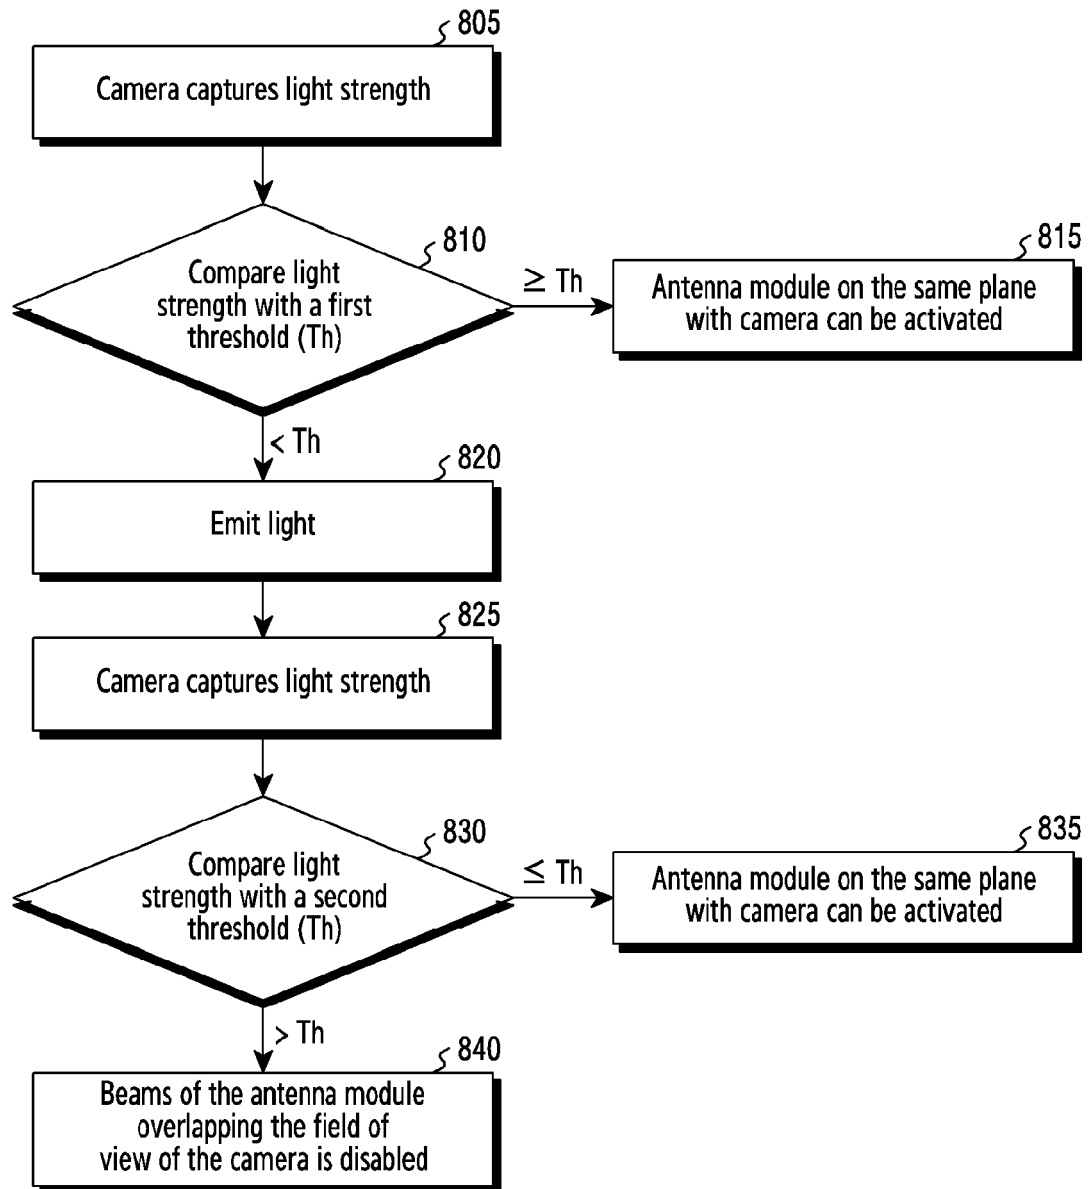 805
Camera captures light strength
810
Compare light
strength with a first
threshold (Th)
≥ Th
815
Antenna module on the same plane
with camera can be activated
< Th
820
Emit light
825
Camera captures light strength
830
Compare light
strength with a second
threshold (Th)
≤ Th
835
Antenna module on the same plane
with camera can be activated
> Th
840
Beams of the antenna module
overlapping the field of
view of the camera is disabled